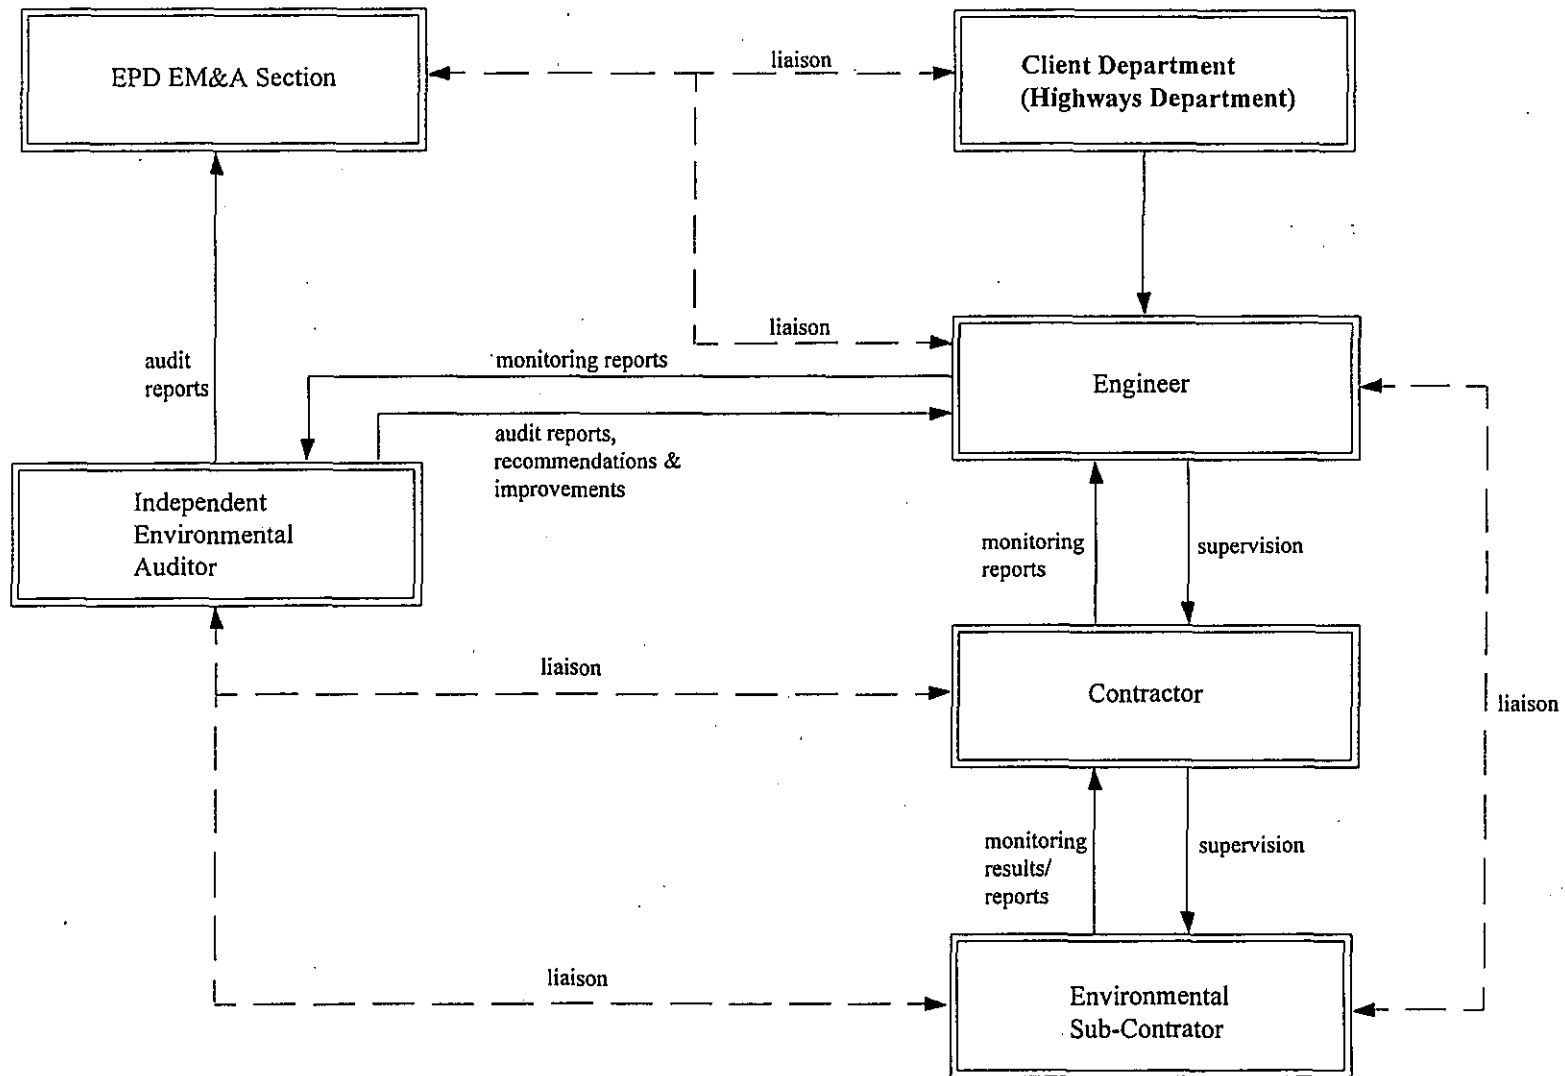 EPD EM&A Section
liaison
Client Department
(Highways Department)
liaison
audit
reports
monitoring reports
Engineer
audit reports,
recommendations &
improvements
Independent
Environmental
Auditor
monitoring
reports
supervision
liaison
Contractor
liaison
monitoring
results/
reports
supervision
liaison
Environmental
Sub-Contrator